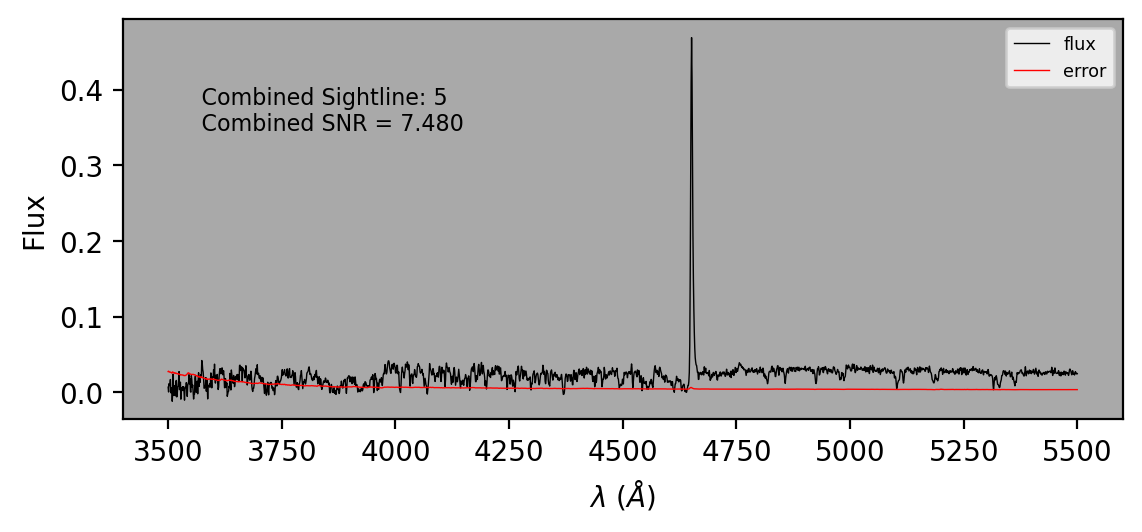 flux
error
Combined Sightline: 5
Combined SNR = 7.480
Flux
0.4
0.3
0.2
0.1
0.0
3500 3750 4000 4250 4500 4750 5000 5250 5500
λ (Å)